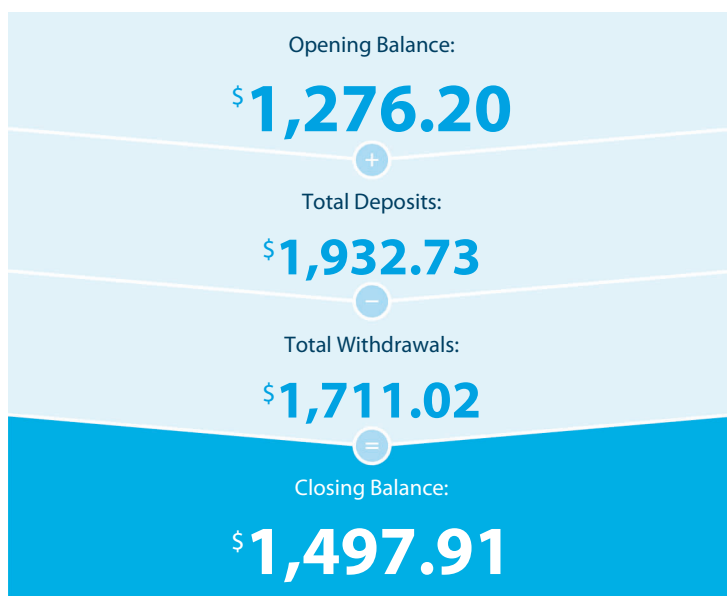 Opening Balance:
$1,276.20
+
Total Deposits:
$1,932.73
−
Total Withdrawals:
$1,711.02
=
Closing Balance:
$1,497.91